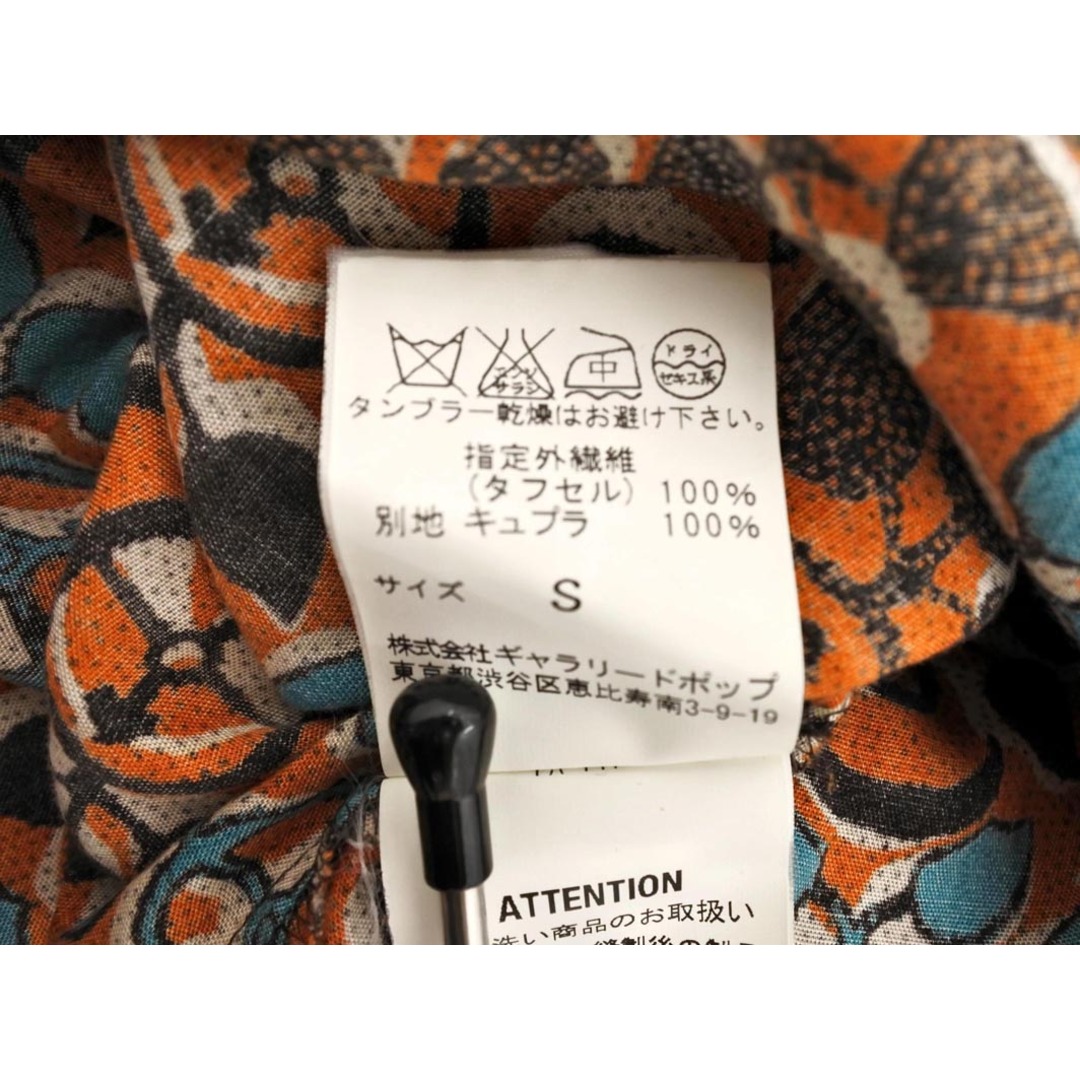 エンソ
サラシ
中
ドライ
セキユ系
タンブラー乾燥はお避け下さい。
指定外繊維
(タフセル) 100%
別地 キュプラ 100%
サイズ S
株式会社ギャラリードポップ
東京都渋谷区恵比寿南3-9-19
ATTENTION
洗い商品のお取扱い